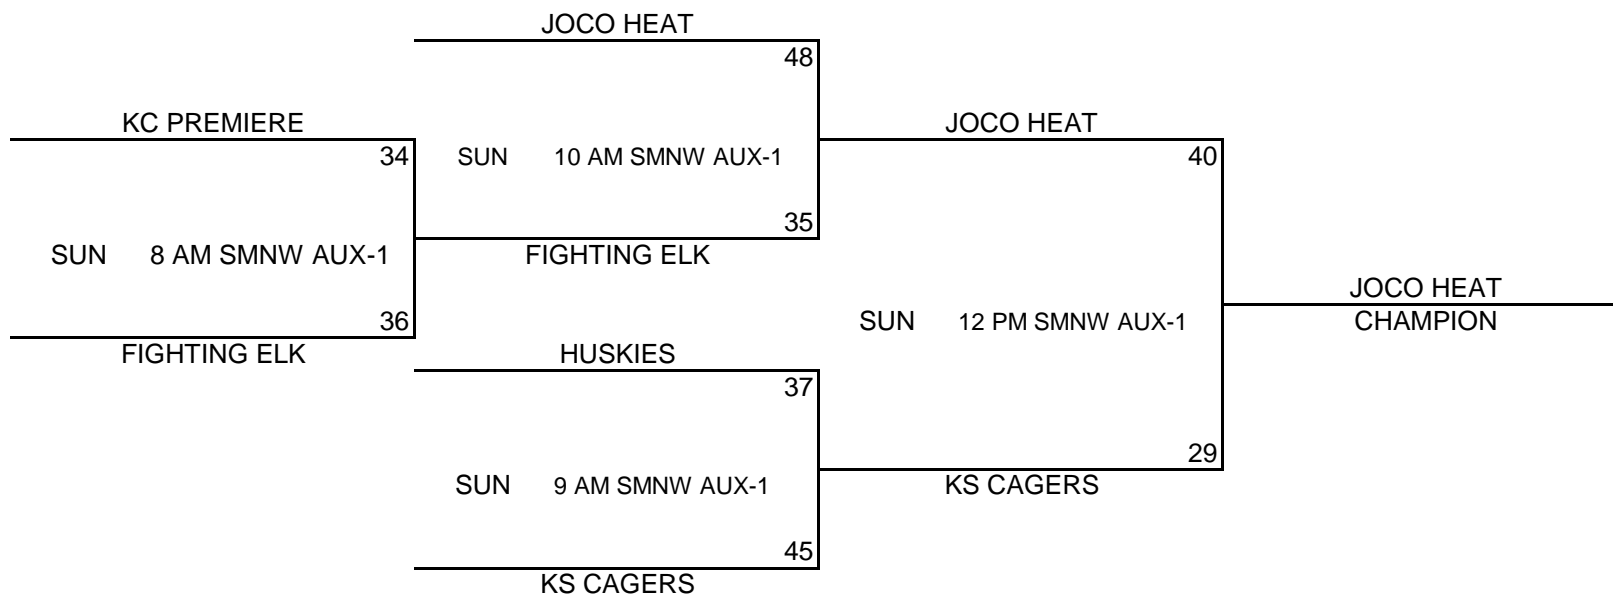 JOCO HEAT
48
KC PREMIERE
JOCO HEAT
34
SUN 10 AM SMNW AUX-1
40
35
SUN 8 AM SMNW AUX-1
FIGHTING ELK
JOCO HEAT
36
SUN 12 PM SMNW AUX-1
CHAMPION
FIGHTING ELK
HUSKIES
37
29
SUN 9 AM SMNW AUX-1
KS CAGERS
45
KS CAGERS